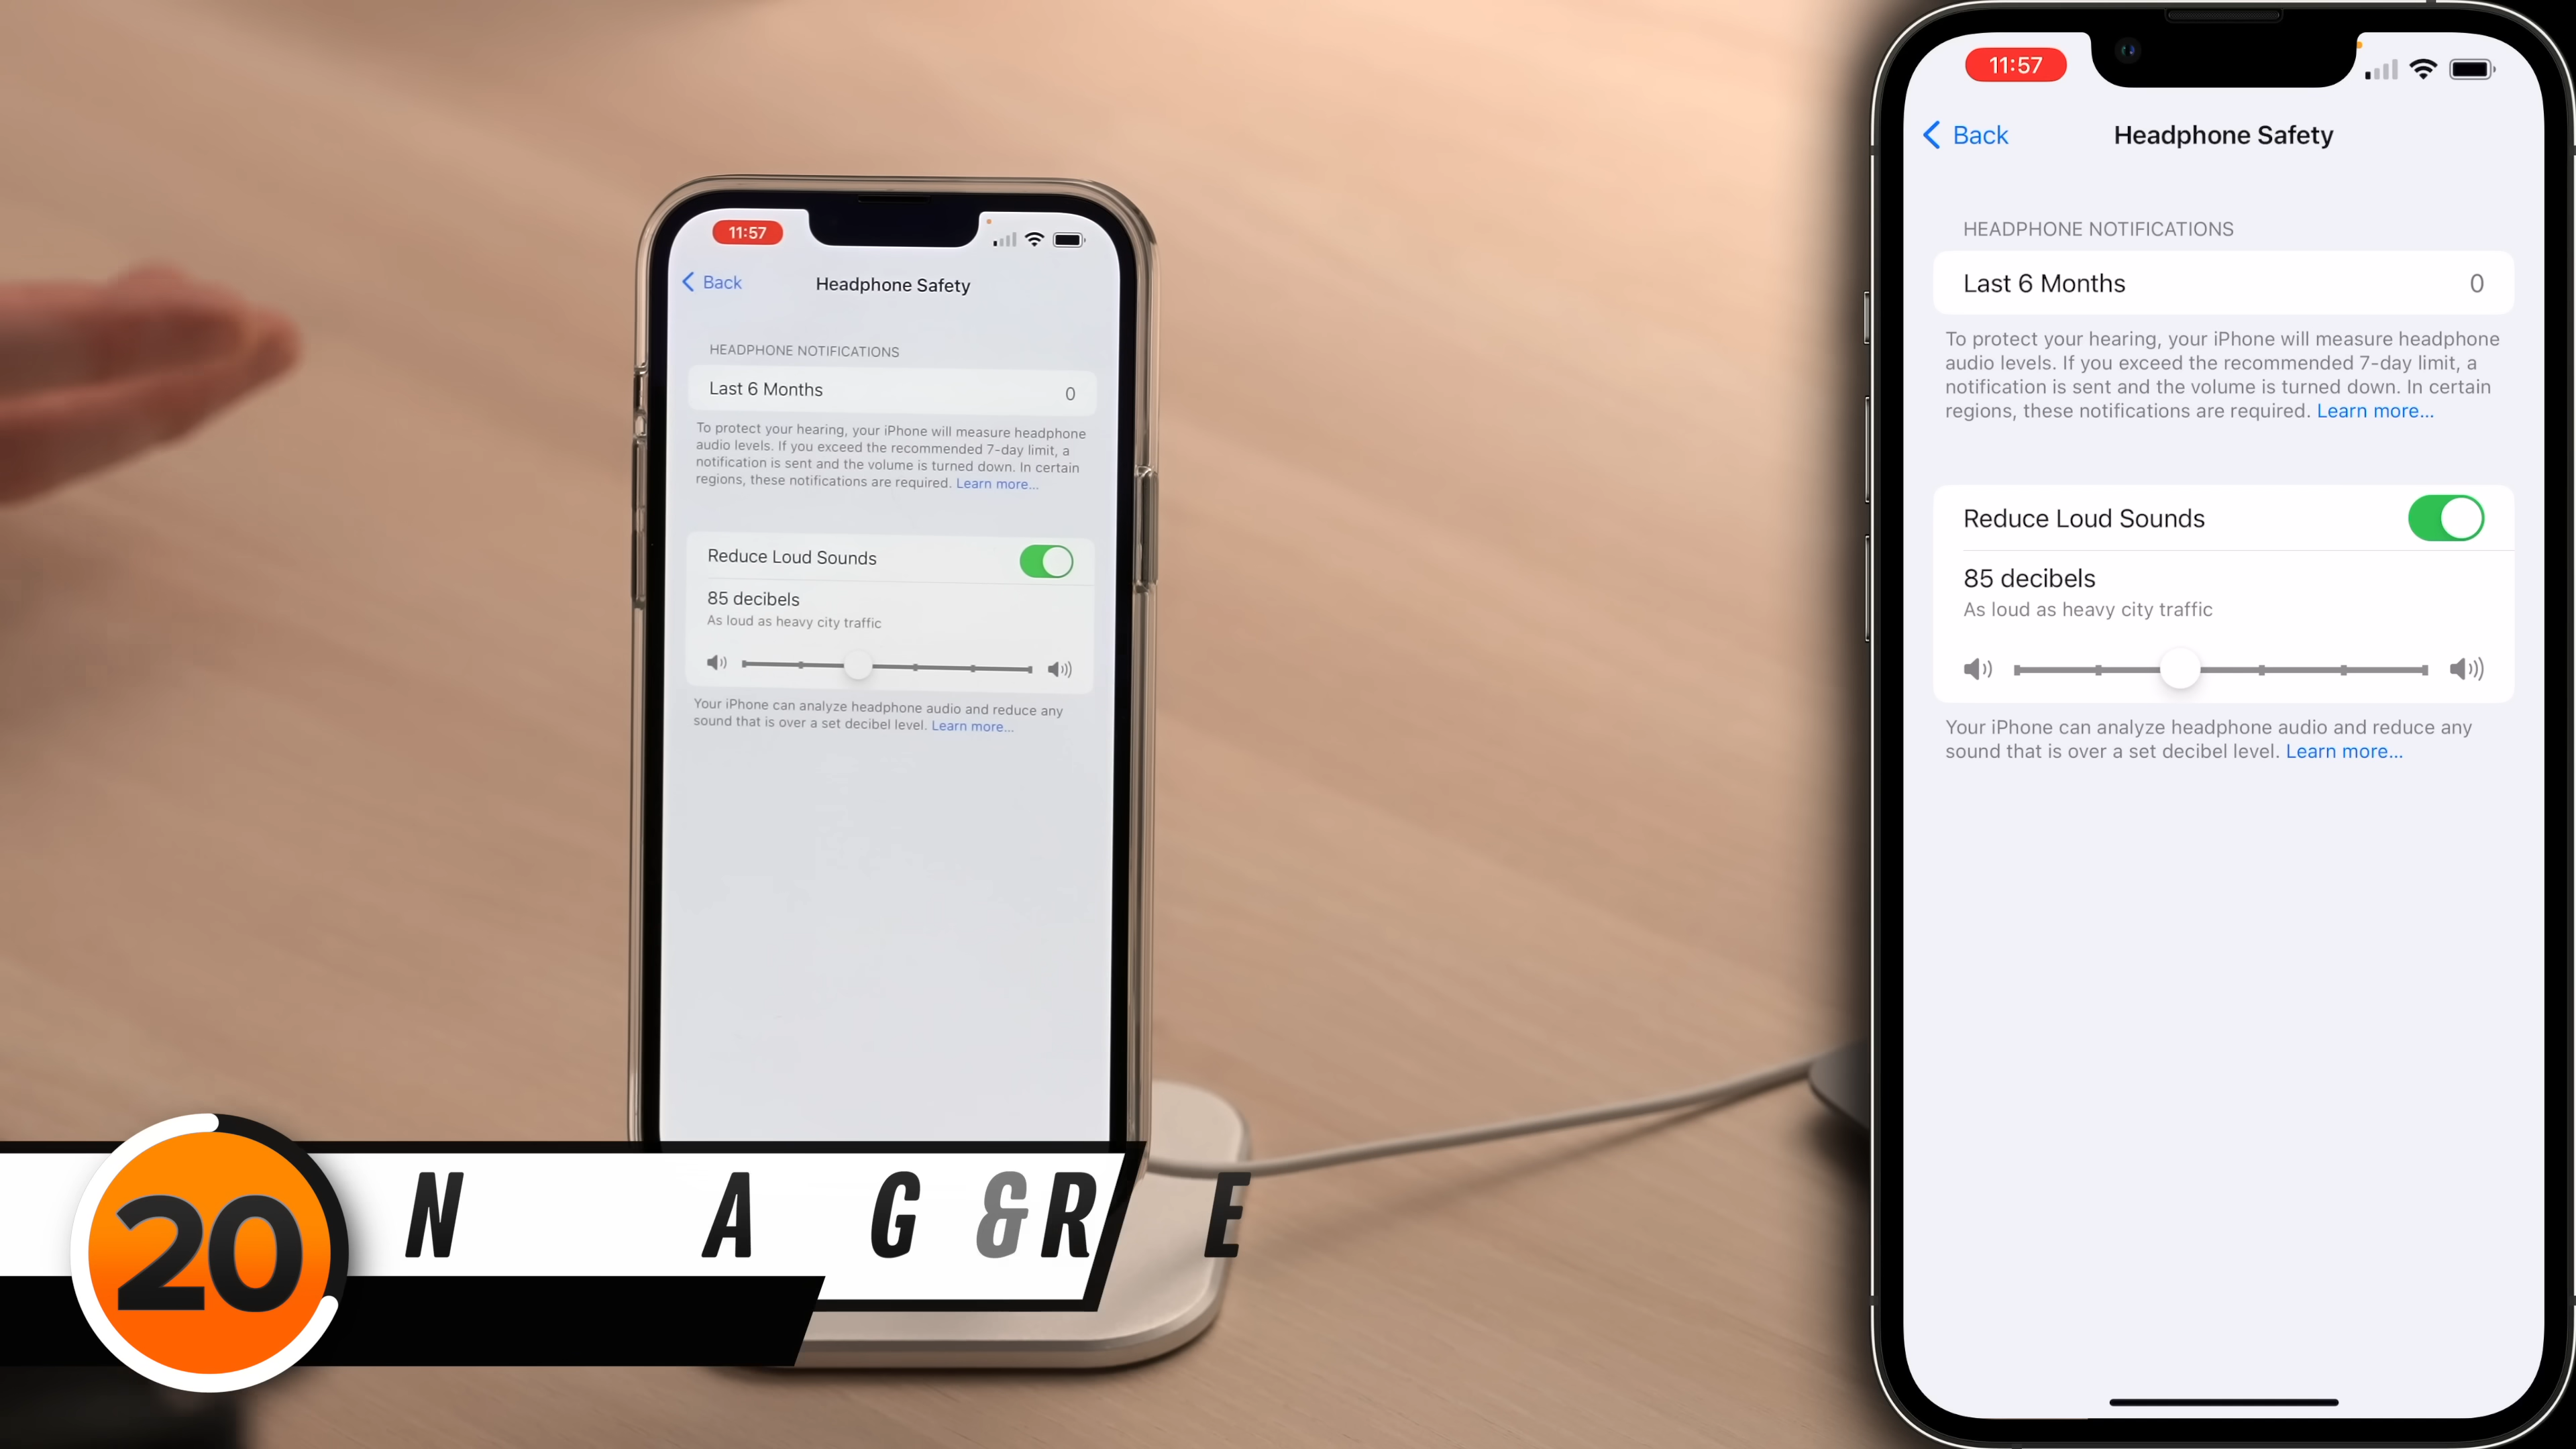 11:57
Back
Headphone Safety
HEADPHONE NOTIFICATIONS
Last 6 Months 0
To protect your hearing, your iPhone will measure headphone
audio levels. If you exceed the recommended 7-day limit, a
notification is sent and the volume is turned down. In certain
regions, these notifications are required. Learn more...
Reduce Loud Sounds
85 decibels
As loud as heavy city traffic
Your iPhone can analyze headphone audio and reduce any
sound that is over a set decibel level. Learn more...
20 N A G &R E
11:57
Back Headphone Safety
HEADPHONE NOTIFICATIONS
Last 6 Months 0
To protect your hearing, your iPhone will measure headphone
audio levels. If you exceed the recommended 7-day limit, a
notification is sent and the volume is turned down. In certain
regions, these notifications are required. Learn more...
Reduce Loud Sounds
85 decibels
As loud as heavy city traffic
Your iPhone can analyze headphone audio and reduce any
sound that is over a set decibel level. Learn more...